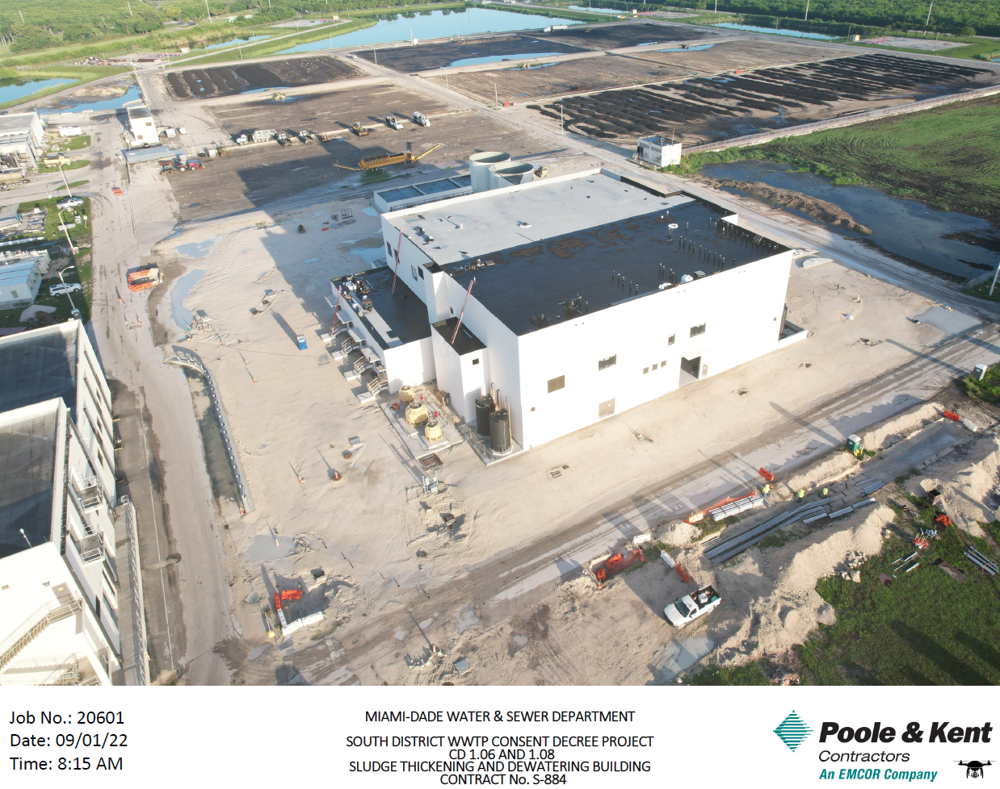 Job No.: 20601
Date: 09/01/22
Time: 8:15 AM
MIAMI-DADE WATER & SEWER DEPARTMENT
SOUTH DISTRICT WWTP CONSENT DECREE PROJECT
CD 1.06 AND 1.08
SLUDGE THICKENING AND DEWATERING BUILDING
CONTRACT No. S-884
Poole & Kent
Contractors
An EMCOR Company